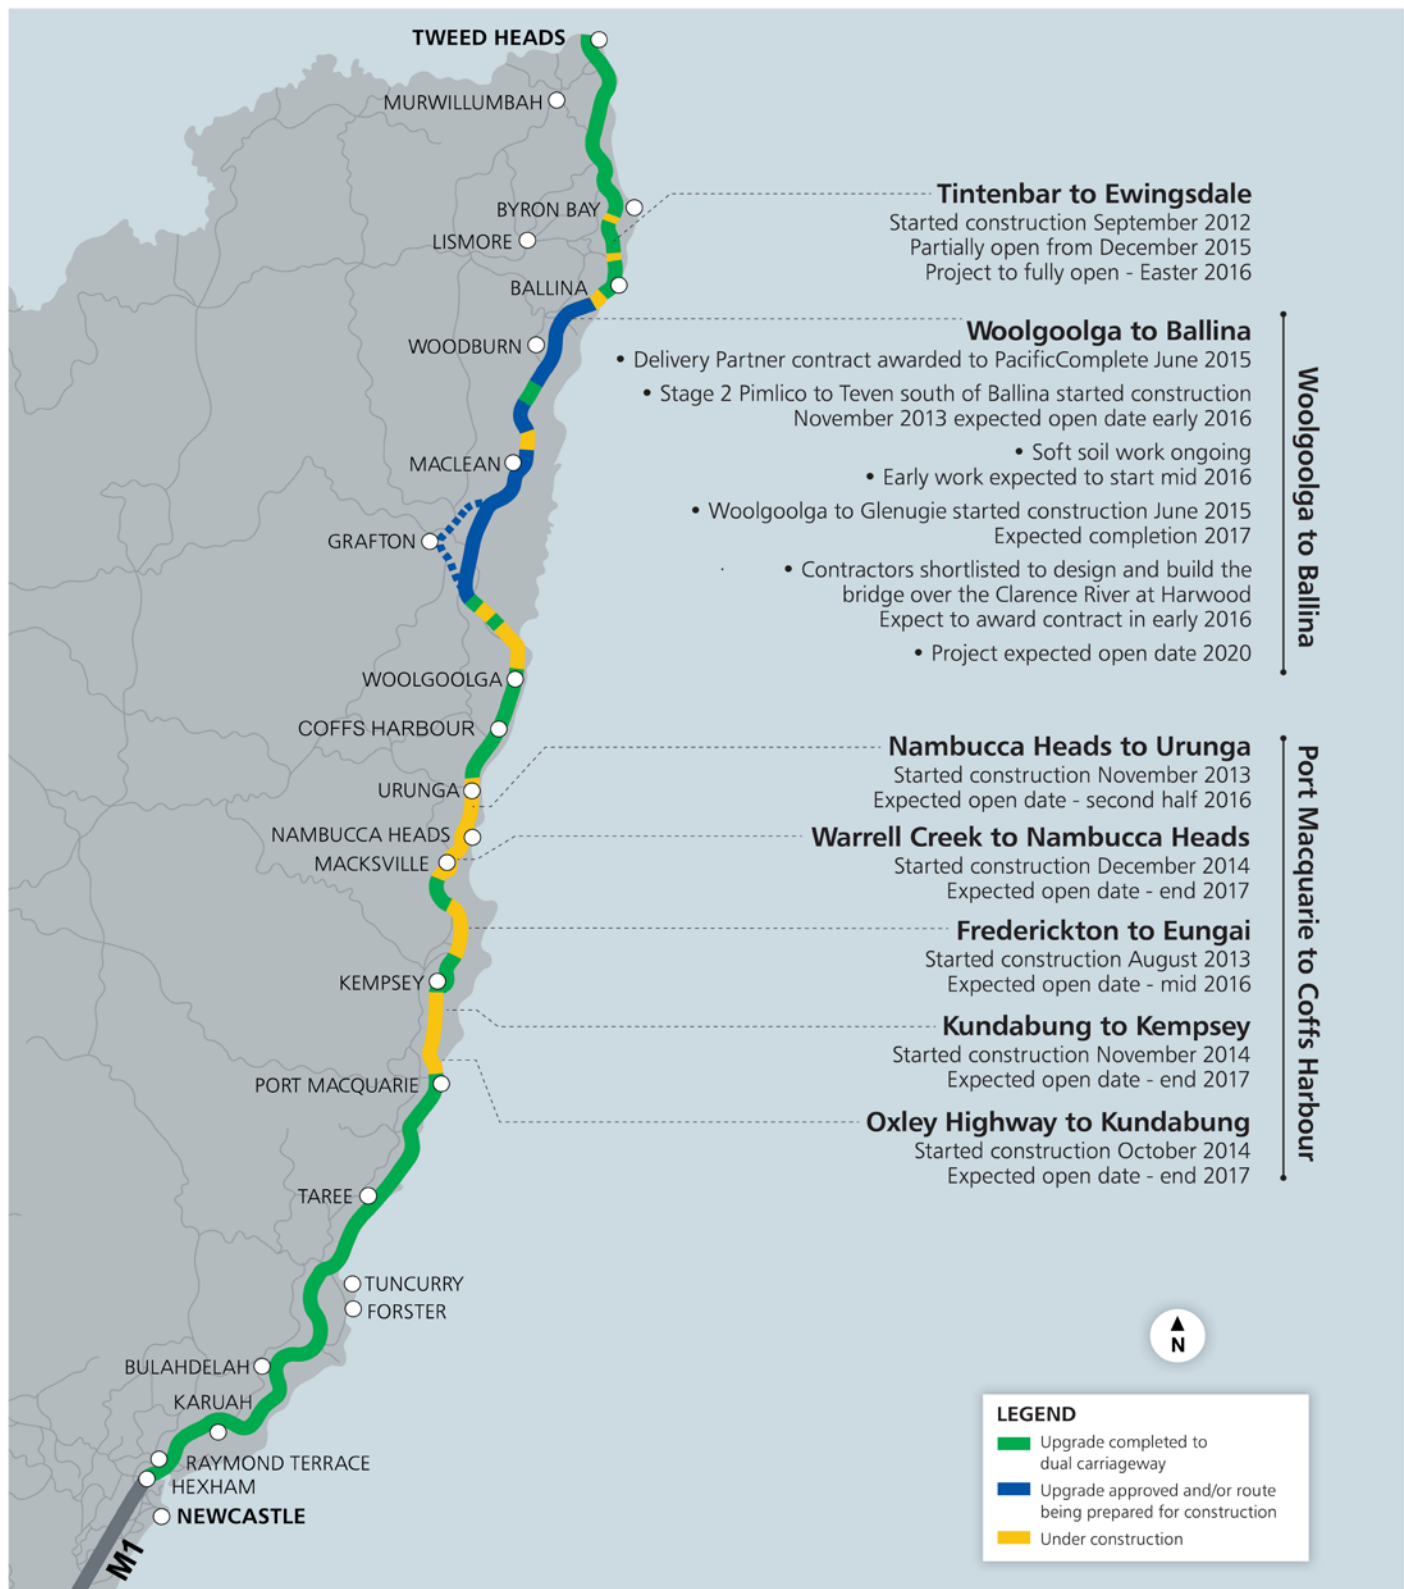 TWEED HEADS
MURWILLUMBAH
BYRON BAY
LISMORE
BALLINA
WOODBURN
MACLEAN
GRAFTON
WOOLGOOLGA
COFFS HARBOUR
URUNGA
NAMBUCCA HEADS
MACKSVILLE
KEMPSEY
PORT MACQUARIE
TAREE
TUNCURRY
FORSTER
BULAHDELAH
KARUAH
RAYMOND TERRACE
HEXHAM
NEWCASTLE
M1
Tintenbar to Ewingsdale
Started construction September 2012
Partially open from December 2015
Project to fully open - Easter 2016
Woolgoolga to Ballina
• Delivery Partner contract awarded to PacificComplete June 2015
• Stage 2 Pimlico to Teven south of Ballina started construction
November 2013 expected open date early 2016
• Soft soil work ongoing
• Early work expected to start mid 2016
• Woolgoolga to Glenugie started construction June 2015
Expected completion 2017
• Contractors shortlisted to design and build the
bridge over the Clarence River at Harwood
Expect to award contract in early 2016
• Project expected open date 2020
Woolgoolga to Ballina
Nambucca Heads to Urunga
Started construction November 2013
Expected open date - second half 2016
Warrell Creek to Nambucca Heads
Started construction December 2014
Expected open date - end 2017
Frederickton to Eungai
Started construction August 2013
Expected open date - mid 2016
Kundabung to Kempsey
Started construction November 2014
Expected open date - end 2017
Oxley Highway to Kundabung
Started construction October 2014
Expected open date - end 2017
Port Macquarie to Coffs Harbour
N
LEGEND
Upgrade completed to
dual carriageway
Upgrade approved and/or route
being prepared for construction
Under construction